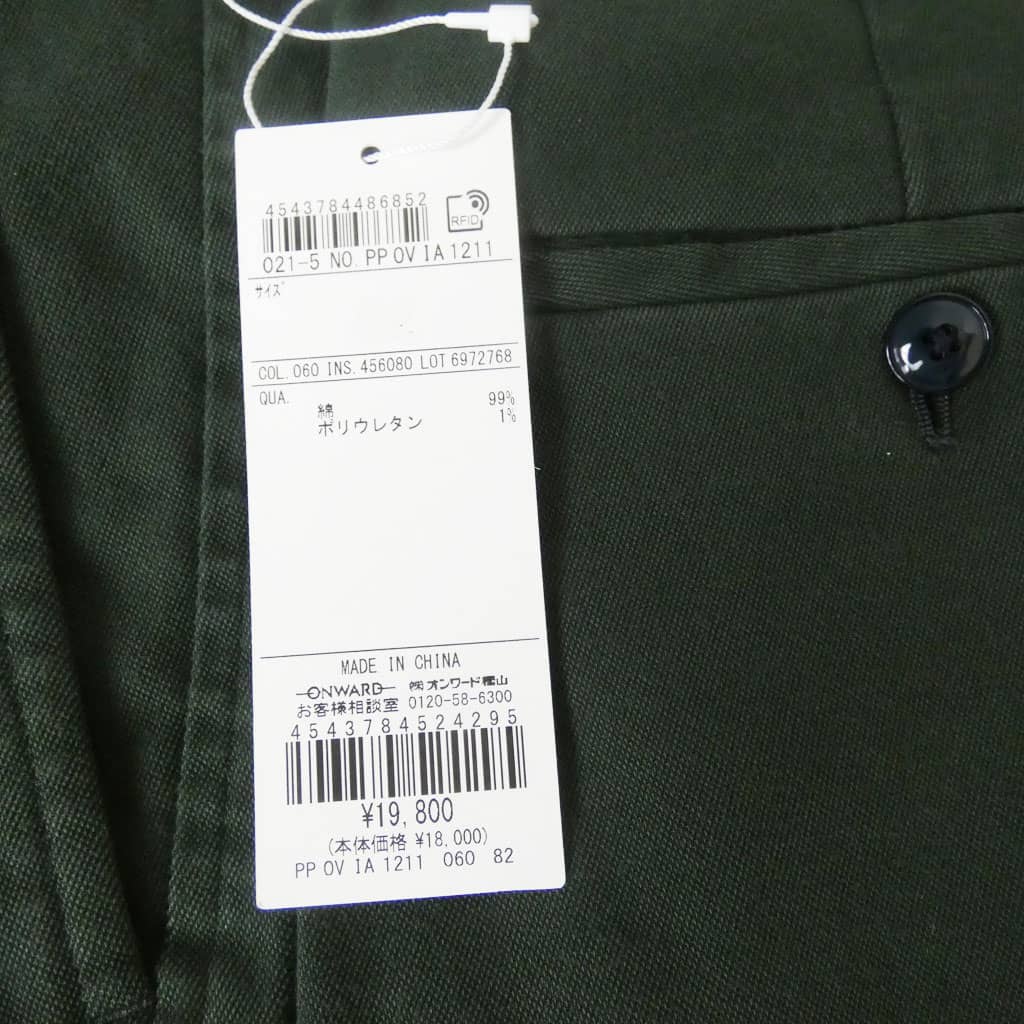 4543784486852
RFID
021-5 NO. PP OV IA 1211
サイズ
COL. 060 INS. 456080 LOT 6972768
QUA.
綿 99%
ポリウレタン 1%
MADE IN CHINA
ONWARD ㈱オンワード樫山
お客様相談室 0120-58-6300
4543784524295
¥19,800
(本体価格 ¥18,000)
PP OV IA 1211 060 82